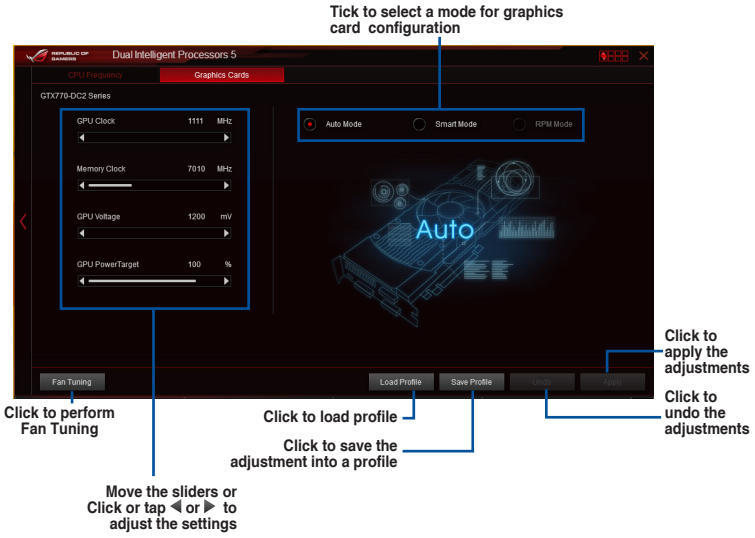 Tick to select a mode for graphics
card configuration
REPUBLIC OF
GAMERS
Dual Intelligent Processors 5
CPU Frequency
Graphics Cards
GTX770-DC2 Series
GPU Clock 1111 MHz
Memory Clock 7010 MHz
GPU Voltage 1200 mV
GPU PowerTarget 100 %
Auto Mode
Smart Mode
RPM Mode
Auto
Fan Tuning
Load Profile
Save Profile
Undo
Apply
Click to
apply the
adjustments
Click to
undo the
adjustments
Click to perform
Fan Tuning
Click to load profile
Click to save the
adjustment into a profile
Move the sliders or
Click or tap ◀ or ▶ to
adjust the settings